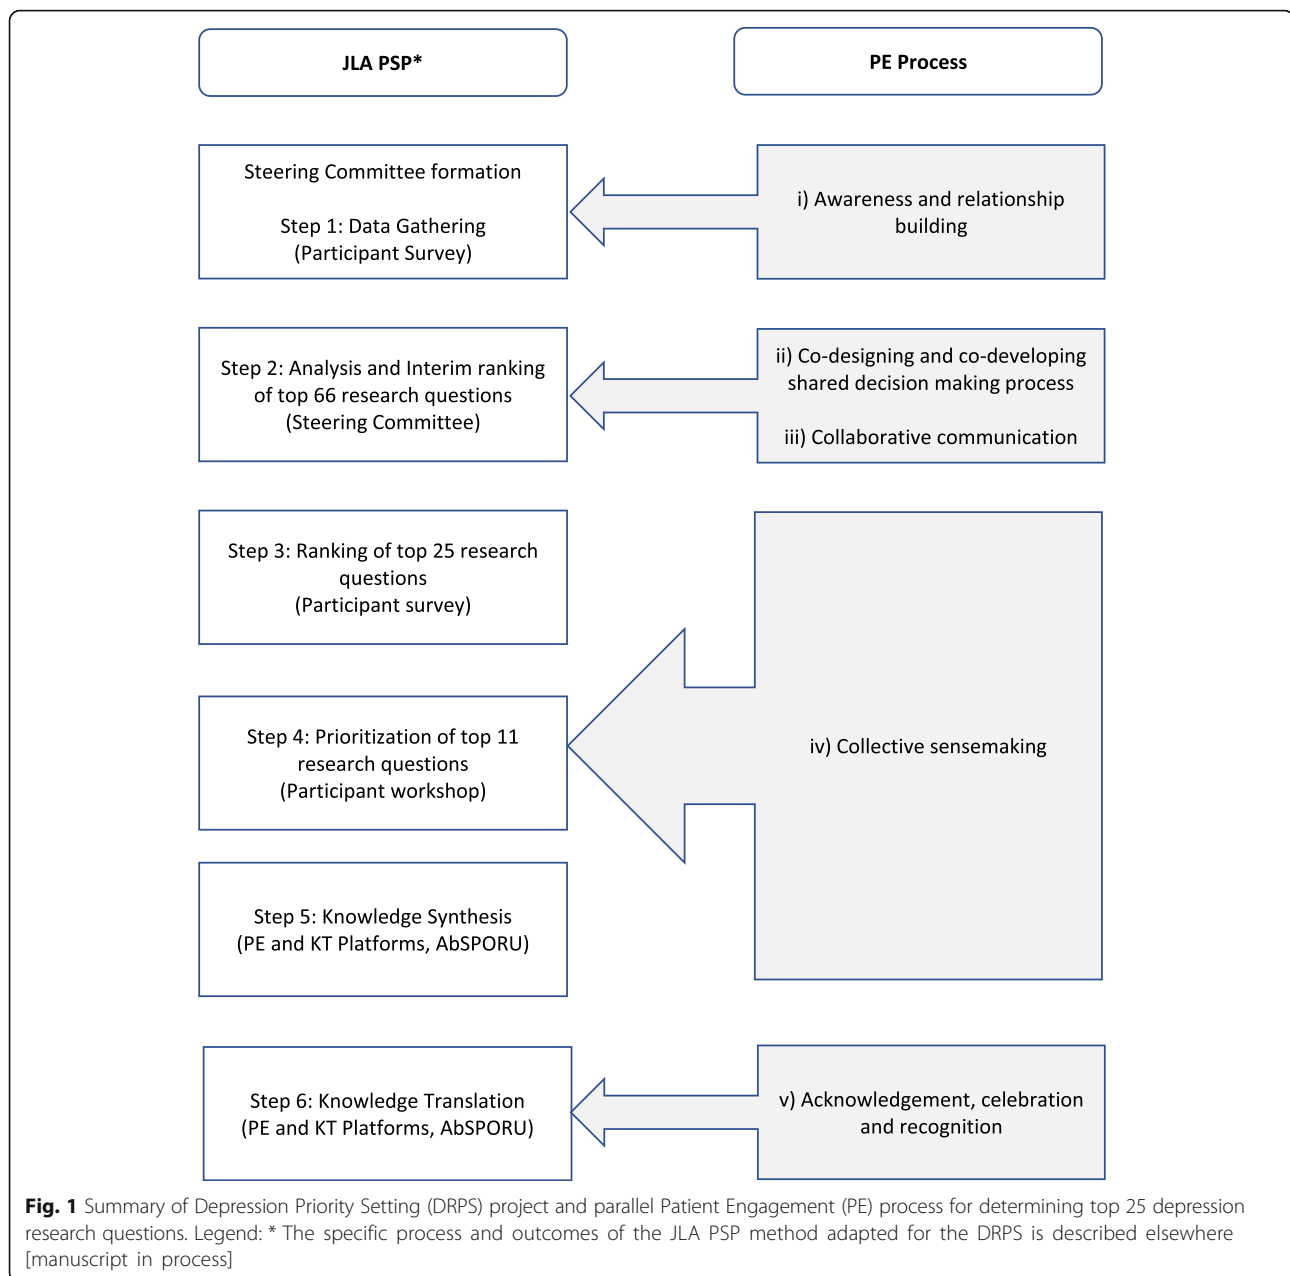 JLA PSP*
PE Process
Steering Committee formation
Step 1: Data Gathering
(Participant Survey)
i) Awareness and relationship
building
Step 2: Analysis and Interim ranking
of top 66 research questions
(Steering Committee)
ii) Co-designing and co-developing
shared decision making process
iii) Collaborative communication
Step 3: Ranking of top 25 research
questions
(Participant survey)
Step 4: Prioritization of top 11
research questions
(Participant workshop)
iv) Collective sensemaking
Step 5: Knowledge Synthesis
(PE and KT Platforms, AbSPORU)
Step 6: Knowledge Translation
(PE and KT Platforms, AbSPORU)
v) Acknowledgement, celebration
and recognition
Fig. 1 Summary of Depression Priority Setting (DRPS) project and parallel Patient Engagement (PE) process for determining top 25 depression
research questions. Legend: * The specific process and outcomes of the JLA PSP method adapted for the DRPS is described elsewhere
[manuscript in process]